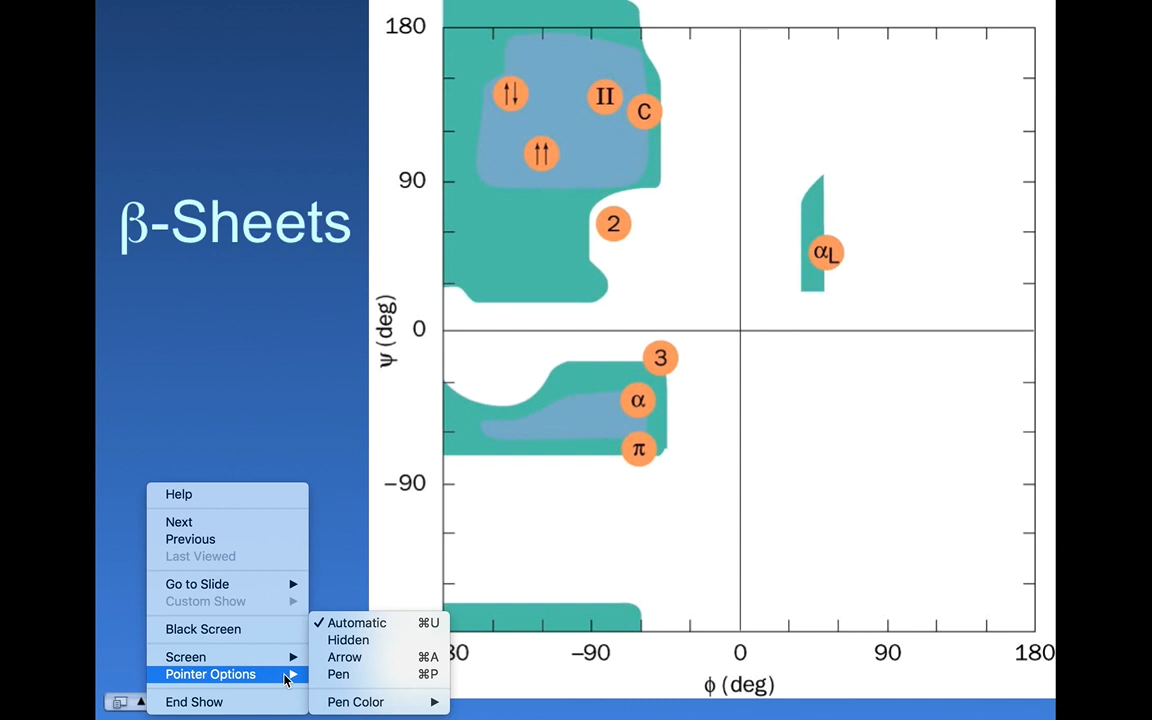 β-Sheets
180
90
0
−90
ψ (deg)
↑↓
II
C
↑↑
2
αL
3
α
π
80
−90
0
90
180
ϕ (deg)
Help
Next
Previous
Last Viewed
Go to Slide
Custom Show
Black Screen
Screen
Pointer Options
End Show
✓ Automatic ⌘U
Hidden
Arrow ⌘A
Pen ⌘P
Pen Color